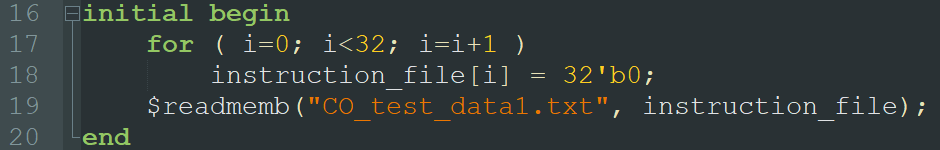 16 initial begin
17 for ( i=0; i<32; i=i+1 )
18 instruction_file[i] = 32'b0;
19 $readmemb("CO_test_data1.txt", instruction_file);
20 end